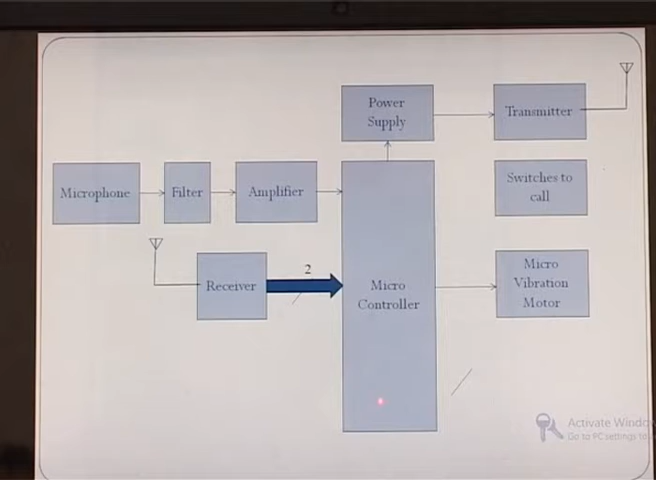 Power
Supply
Transmitter
Microphone
Filter
Amplifier
Switches to
call
2
Receiver
Micro
Controller
Micro
Vibration
Motor
Activate Windo
Go to PC settings to